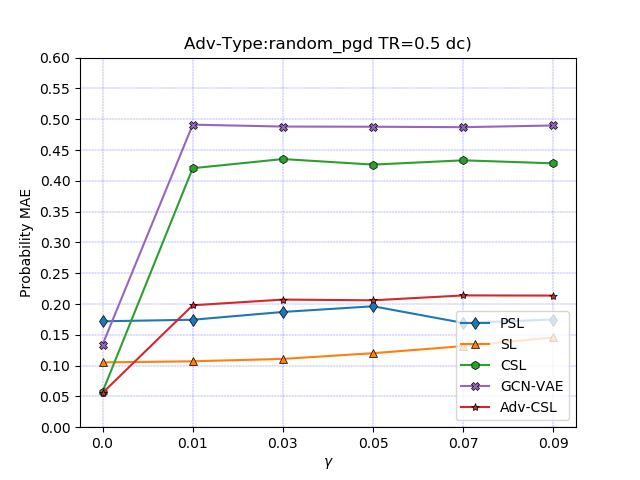 Adv-Type:random_pgd TR=0.5 dc)
Probability MAE
0.60
0.55
0.50
0.45
0.40
0.35
0.30
0.25
0.20
0.15
0.10
0.05
0.00
0.0 0.01 0.03 0.05 0.07 0.09
γ
PSL
SL
CSL
GCN-VAE
Adv-CSL